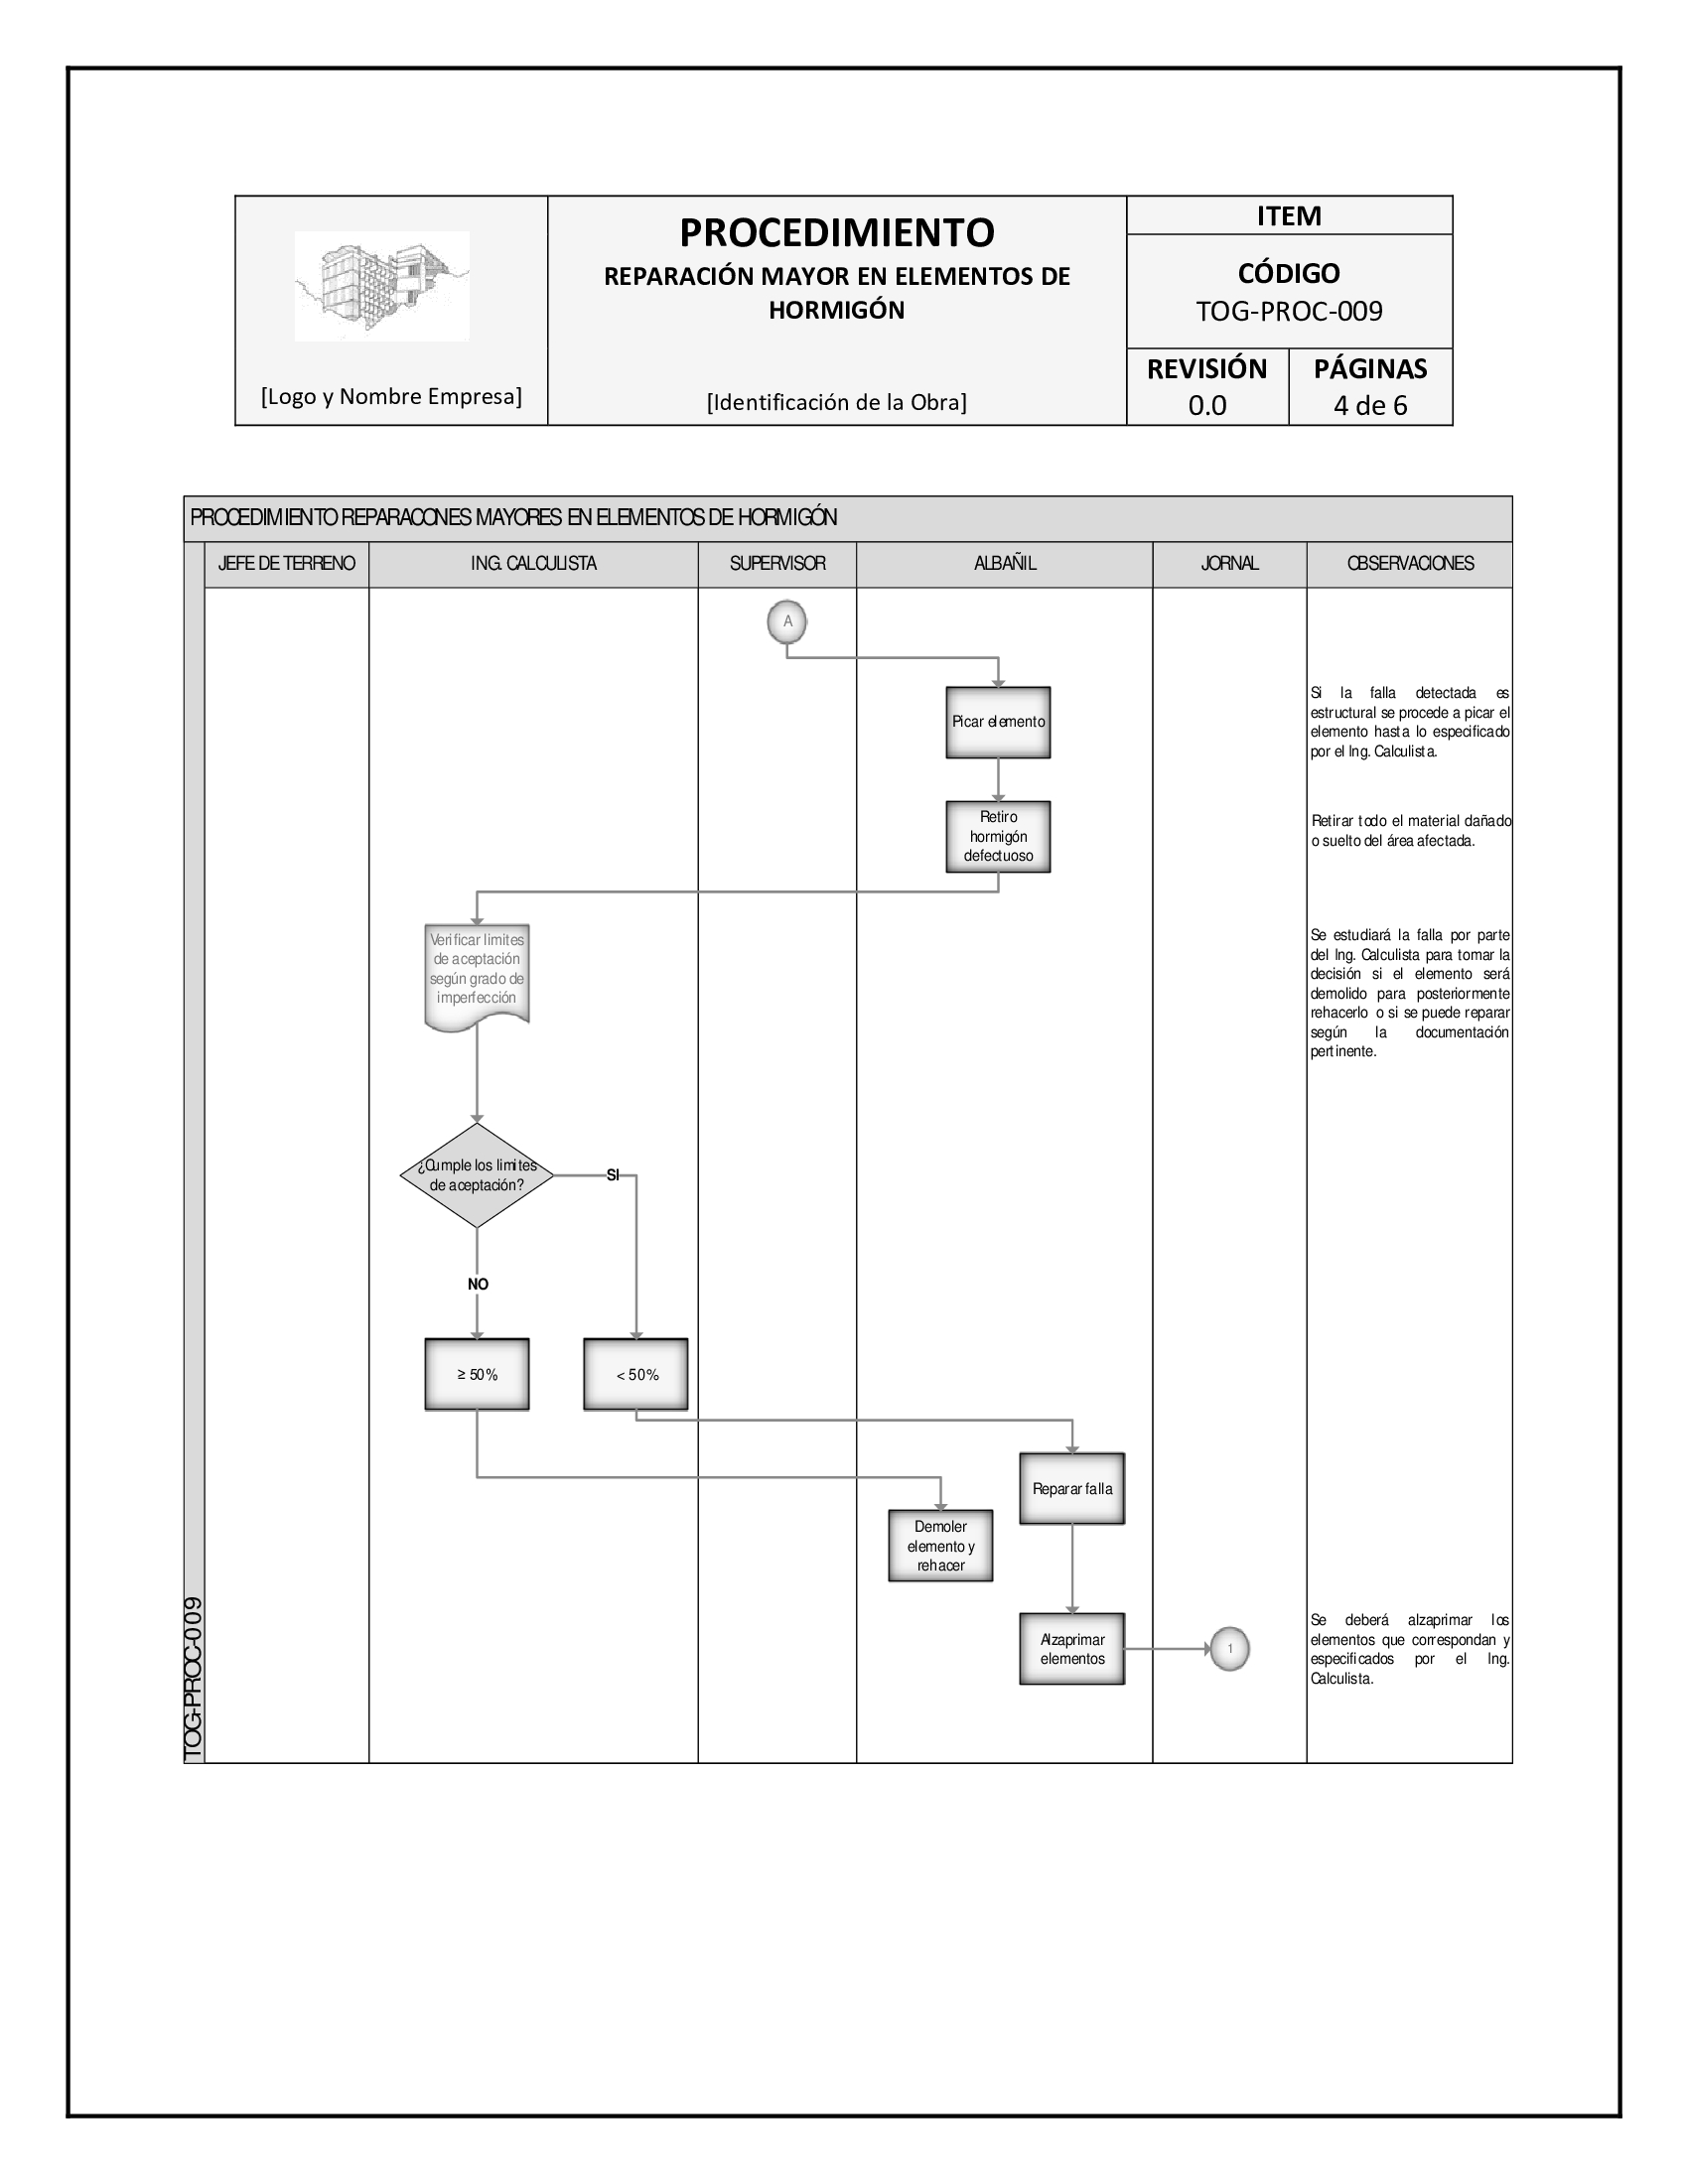 PROCEDIMIENTO
REPARACIÓN MAYOR EN ELEMENTOS DE
HORMIGÓN
[Logo y Nombre Empresa]
[Identificación de la Obra]
ITEM
CÓDIGO
TOG-PROC-009
REVISIÓN
0.0
PÁGINAS
4 de 6
PROCEDIMIENTO REPARACONES MAYORES EN ELEMENTOS DE HORMIGÓN
JEFE DE TERRENO
ING. CALCULISTA
SUPERVISOR
ALBAÑIL
JORNAL
OBSERVACIONES
A
Picar elemento
Si la falla detectada es
estructural se procede a picar el
elemento hasta lo especificado
por el Ing. Calculista.
Retiro
hormigón
defectuoso
Retirar todo el material dañado
o suelto del área afectada.
Verificar limites
de aceptación
según grado de
imperfección
Se estudiará la falla por parte
del Ing. Calculista para tomar la
decisión si el elemento será
demolido para posteriormente
rehacerlo o si se puede reparar
según la documentación
pertinente.
¿Cumple los limites
de aceptación?
SI
NO
≥ 50%
< 50%
Reparar falla
Demoler
elemento y
rehacer
Alzaprimar
elementos
1
Se deberá alzaprimar los
elementos que correspondan y
especificados por el Ing.
Calculista.
TOG-PROC-009